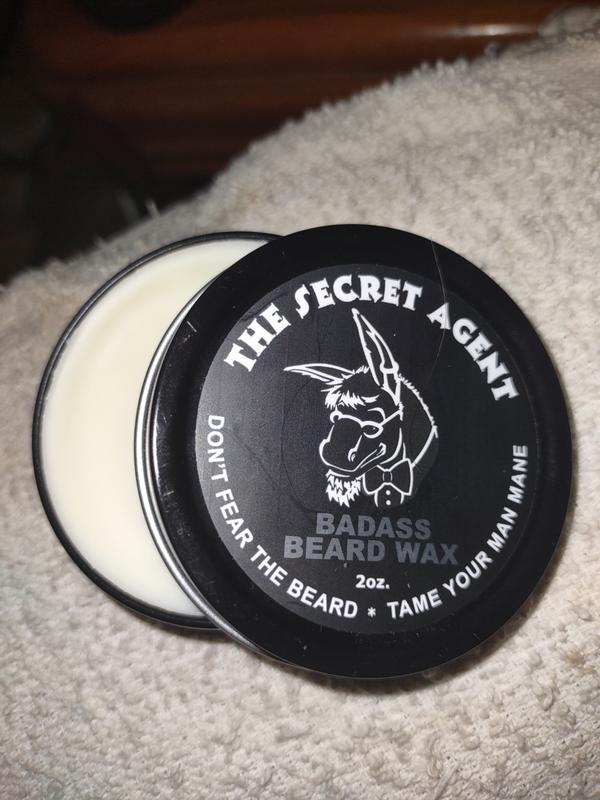 THE SECRET AGENT
BADASS
BEARD WAX
2oz.
DON'T FEAR THE BEARD * TAME YOUR MAN MANE